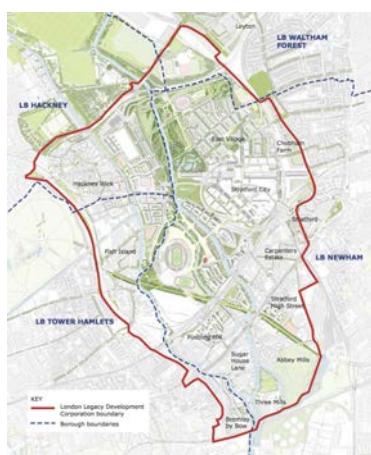 Leyton
LB WALTHAM
FOREST
LB HACKNEY
East Village
Chobham
Farm
Hackney Wick
Stratford City
Stratford
Fish Island
Carpenters
Estate
LB NEWHAM
Stratford
High Street
LB TOWER HAMLETS
Pudding Mill
Sugar
House
Lane
Abbey Mills
Three Mills
Bromley
by Bow
KEY
London Legacy Development
Corporation boundary
Borough boundaries